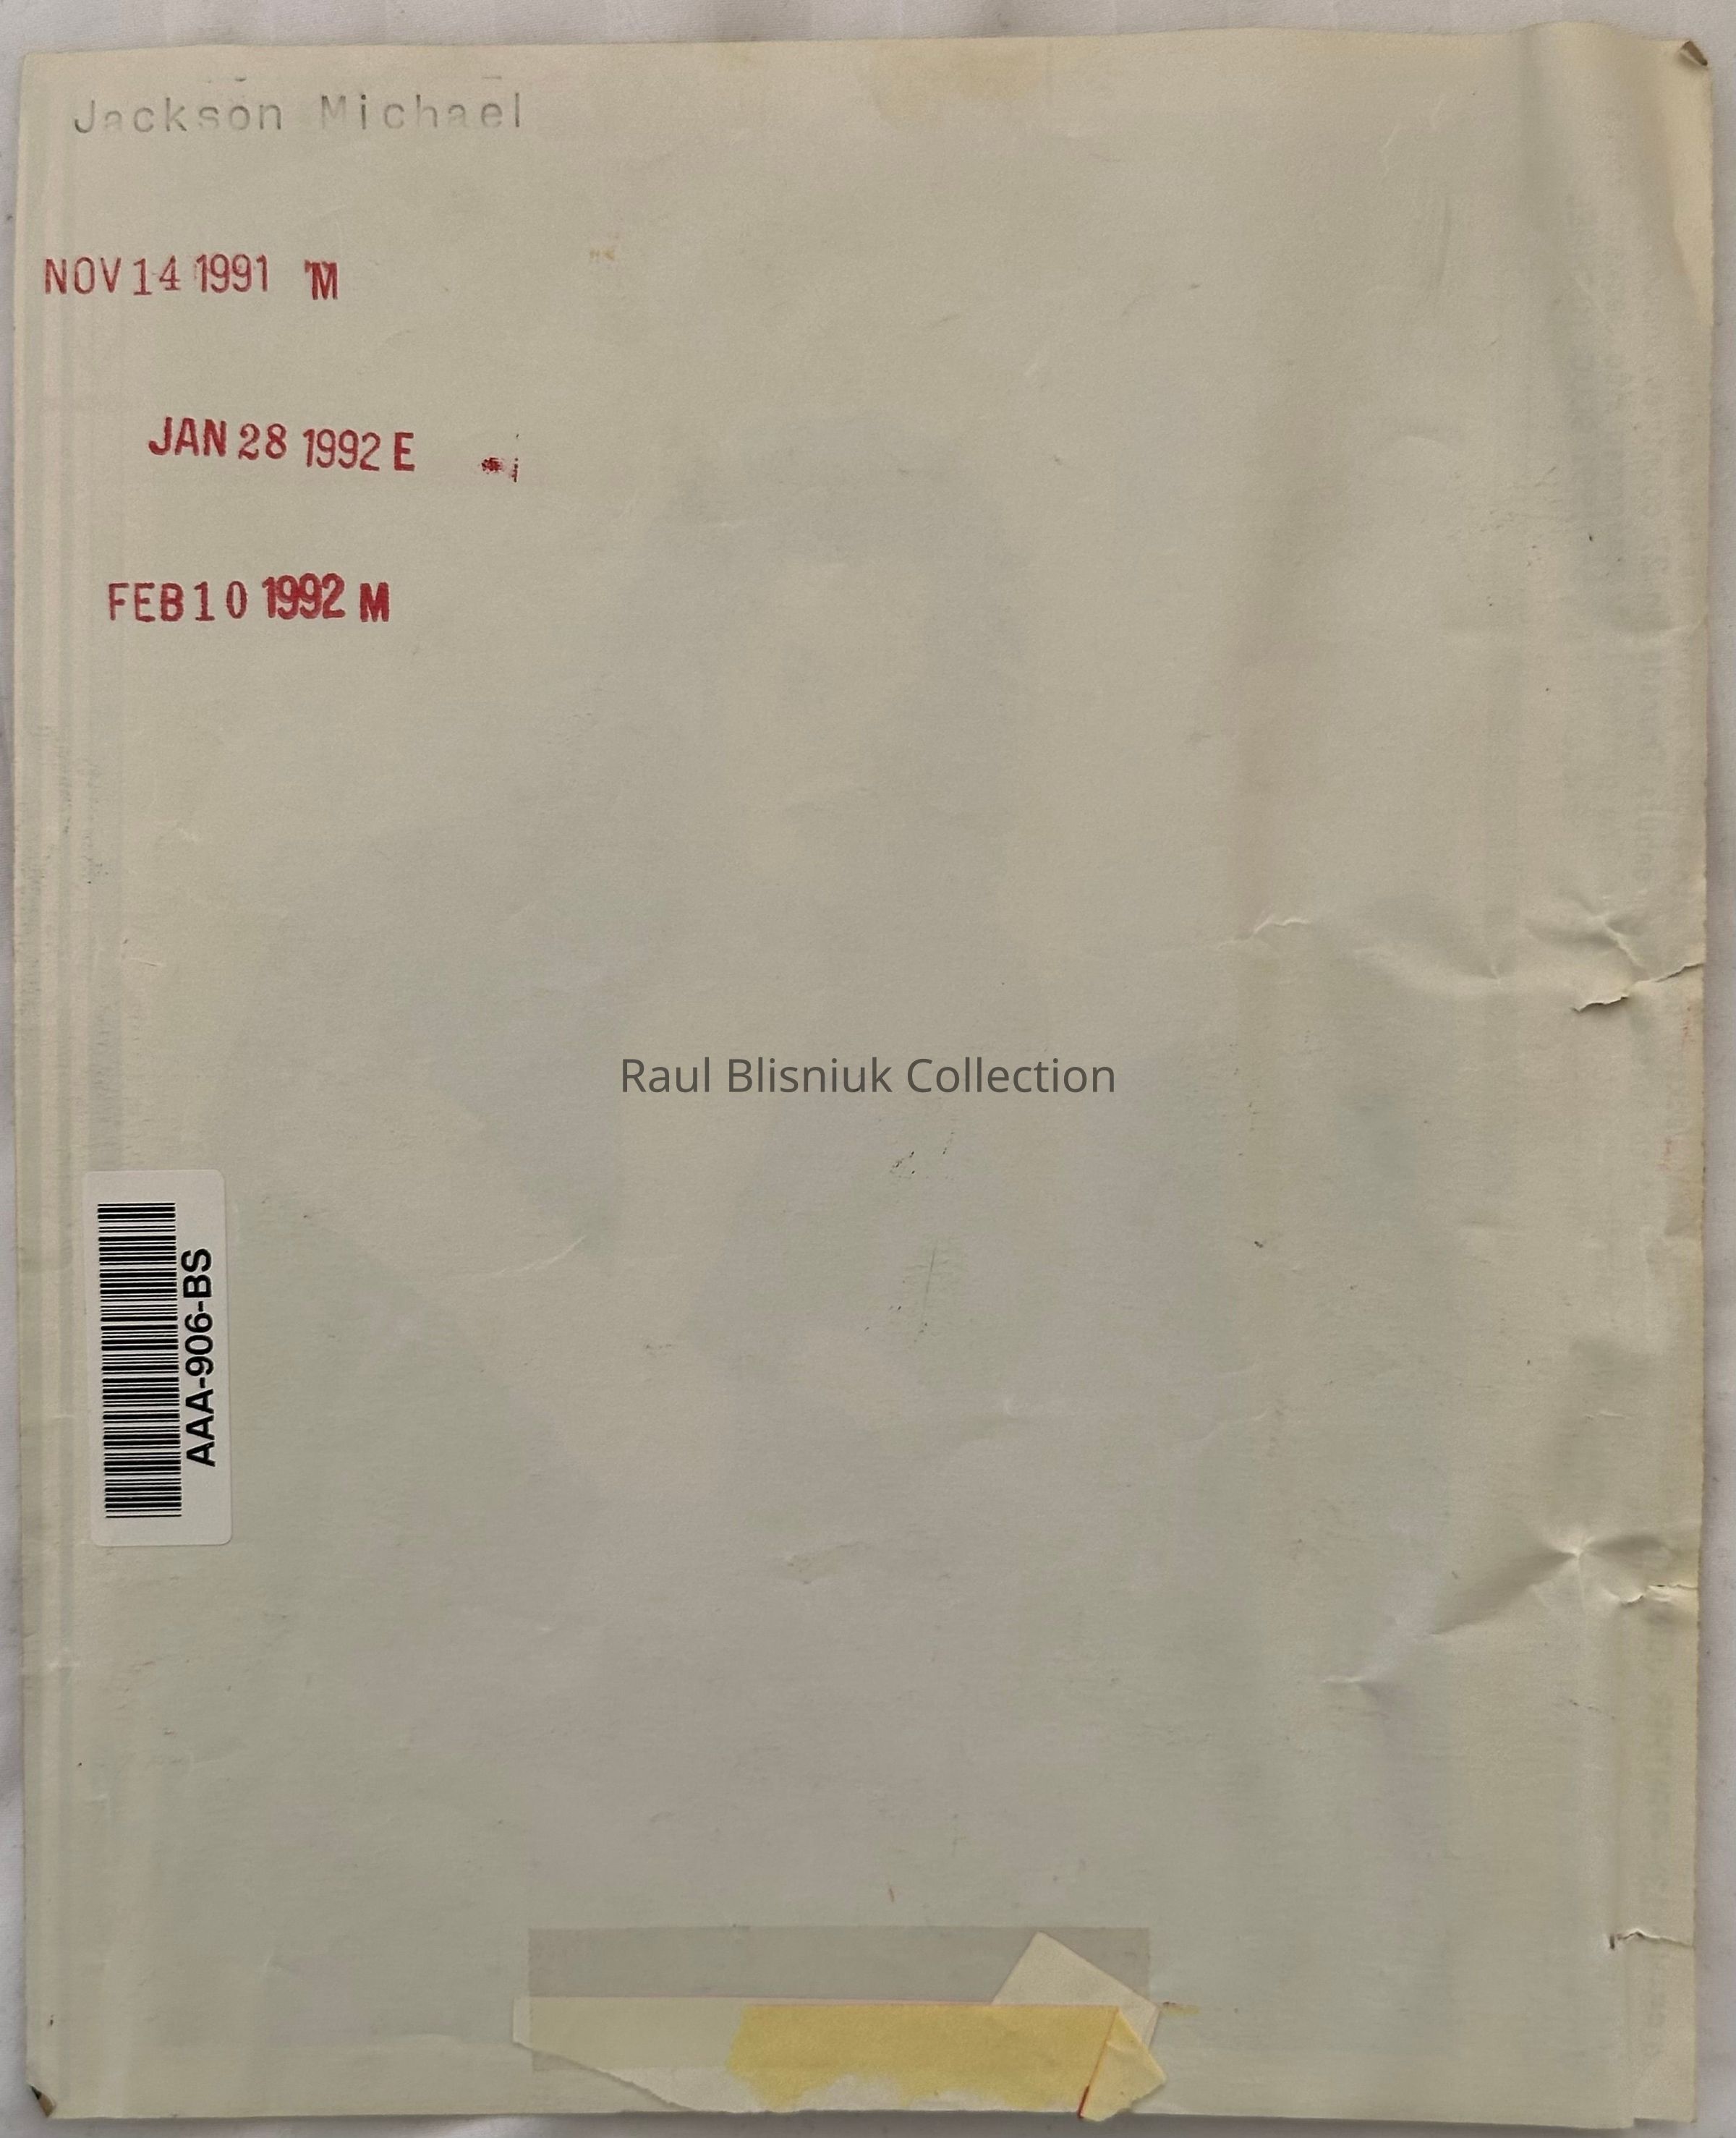 Jackson Michael
NOV 14 1991 M
JAN 28 1992 E
FEB 10 1992 M
Raul Blisniuk Collection
AAA-906-BS